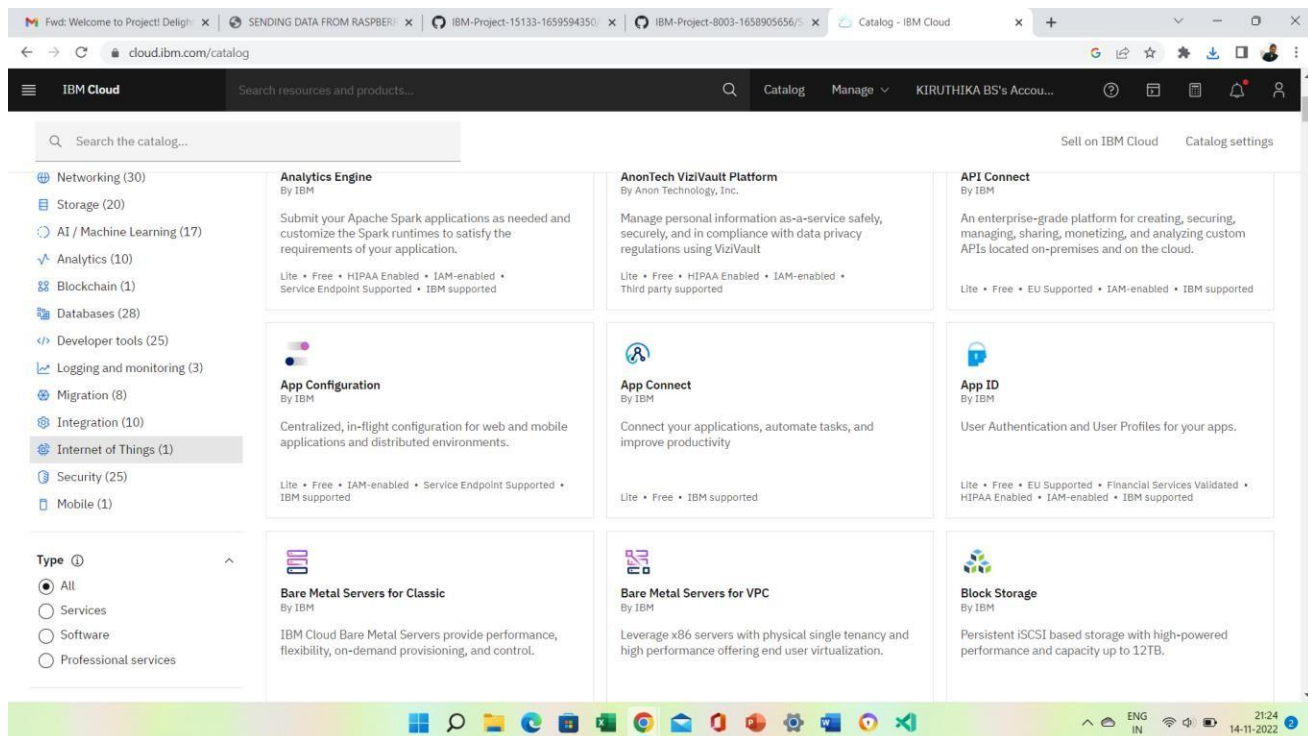 Fwd: Welcome to Project! Deligh
SENDING DATA FROM RASPBERR
IBM-Project-15133-1659594350/
IBM-Project-8003-1658905656/S
Catalog - IBM Cloud
cloud.ibm.com/catalog
IBM Cloud
Search resources and products...
Catalog
Manage
KIRUTHIKA BS's Accou...
Search the catalog...
Sell on IBM Cloud
Catalog settings
Networking (30)
Storage (20)
AI / Machine Learning (17)
Analytics (10)
Blockchain (1)
Databases (28)
Developer tools (25)
Logging and monitoring (3)
Migration (8)
Integration (10)
Internet of Things (1)
Security (25)
Mobile (1)
Type
All
Services
Software
Professional services
Analytics Engine
By IBM
Submit your Apache Spark applications as needed and
customize the Spark runtimes to satisfy the
requirements of your application.
Lite • Free • HIPAA Enabled • IAM-enabled •
Service Endpoint Supported • IBM supported
AnonTech ViziVault Platform
By Anon Technology, Inc.
Manage personal information as-a-service safely,
securely, and in compliance with data privacy
regulations using ViziVault
Lite • Free • HIPAA Enabled • IAM-enabled •
Third party supported
API Connect
By IBM
An enterprise-grade platform for creating, securing,
managing, sharing, monetizing, and analyzing custom
APIs located on-premises and on the cloud.
Lite • Free • EU Supported • IAM-enabled • IBM supported
App Configuration
By IBM
Centralized, in-flight configuration for web and mobile
applications and distributed environments.
Lite • Free • IAM-enabled • Service Endpoint Supported •
IBM supported
App Connect
By IBM
Connect your applications, automate tasks, and
improve productivity
Lite • Free • IBM supported
App ID
By IBM
User Authentication and User Profiles for your apps.
Lite • Free • EU Supported • Financial Services Validated •
HIPAA Enabled • IAM-enabled • IBM supported
Bare Metal Servers for Classic
By IBM
IBM Cloud Bare Metal Servers provide performance,
flexibility, on-demand provisioning, and control.
Bare Metal Servers for VPC
By IBM
Leverage x86 servers with physical single tenancy and
high performance offering end user virtualization.
Block Storage
By IBM
Persistent iSCSI based storage with high-powered
performance and capacity up to 12TB.
ENG
IN
21:24
14-11-2022
2